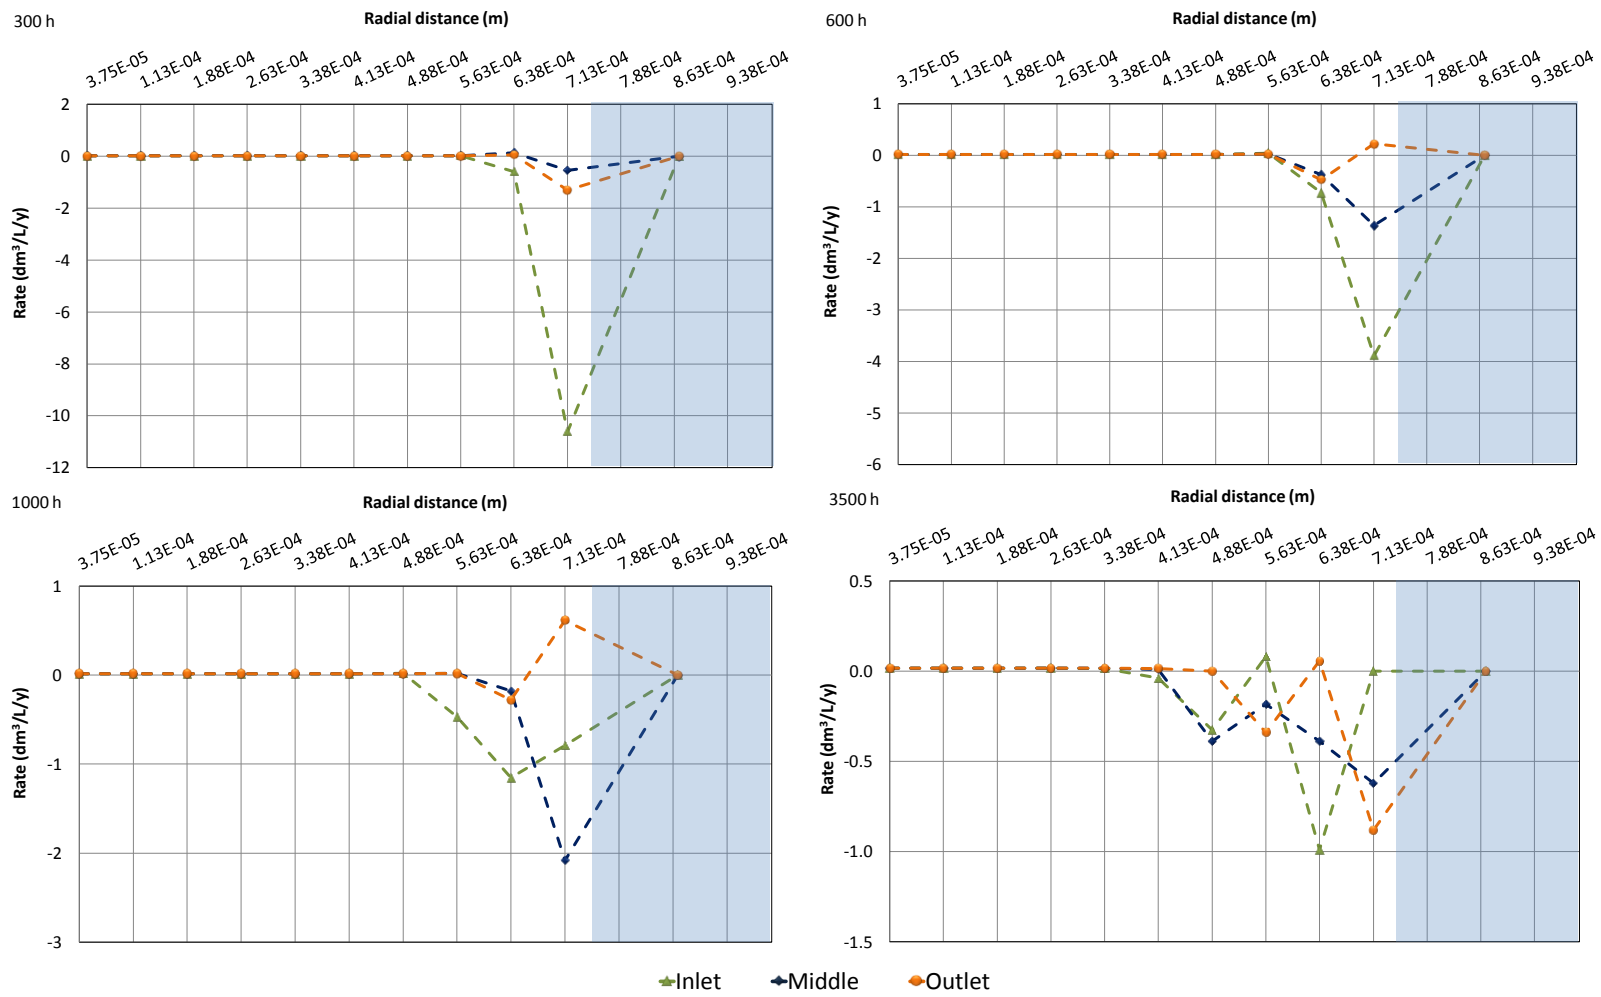 300 h
Radial distance (m)
3.75E-05 1.13E-04 1.88E-04 2.63E-04 3.38E-04 4.13E-04 4.88E-04 5.63E-04 6.38E-04 7.13E-04 7.88E-04 8.63E-04 9.38E-04
2
0
-2
-4
-6
-8
-10
-12
Rate (dm³/L/y)
600 h
Radial distance (m)
3.75E-05 1.13E-04 1.88E-04 2.63E-04 3.38E-04 4.13E-04 4.88E-04 5.63E-04 6.38E-04 7.13E-04 7.88E-04 8.63E-04 9.38E-04
1
0
-1
-2
-3
-4
-5
-6
Rate (dm³/L/y)
1000 h
Radial distance (m)
3.75E-05 1.13E-04 1.88E-04 2.63E-04 3.38E-04 4.13E-04 4.88E-04 5.63E-04 6.38E-04 7.13E-04 7.88E-04 8.63E-04 9.38E-04
1
0
-1
-2
-3
Rate (dm³/L/y)
3500 h
Radial distance (m)
3.75E-05 1.13E-04 1.88E-04 2.63E-04 3.38E-04 4.13E-04 4.88E-04 5.63E-04 6.38E-04 7.13E-04 7.88E-04 8.63E-04 9.38E-04
0.5
0.0
-0.5
-1.0
-1.5
Rate (dm³/L/y)
Inlet Middle Outlet